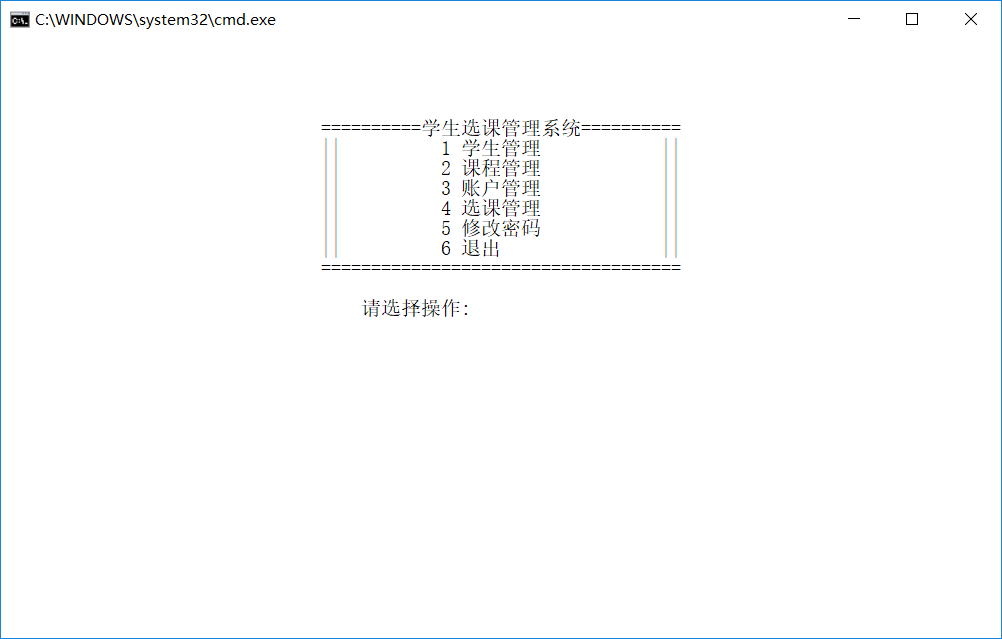 C:\WINDOWS\system32\cmd.exe
==========学生选课管理系统==========
|| 1 学生管理 ||
|| 2 课程管理 ||
|| 3 账户管理 ||
|| 4 选课管理 ||
|| 5 修改密码 ||
|| 6 退出 ||
====================================
请选择操作: